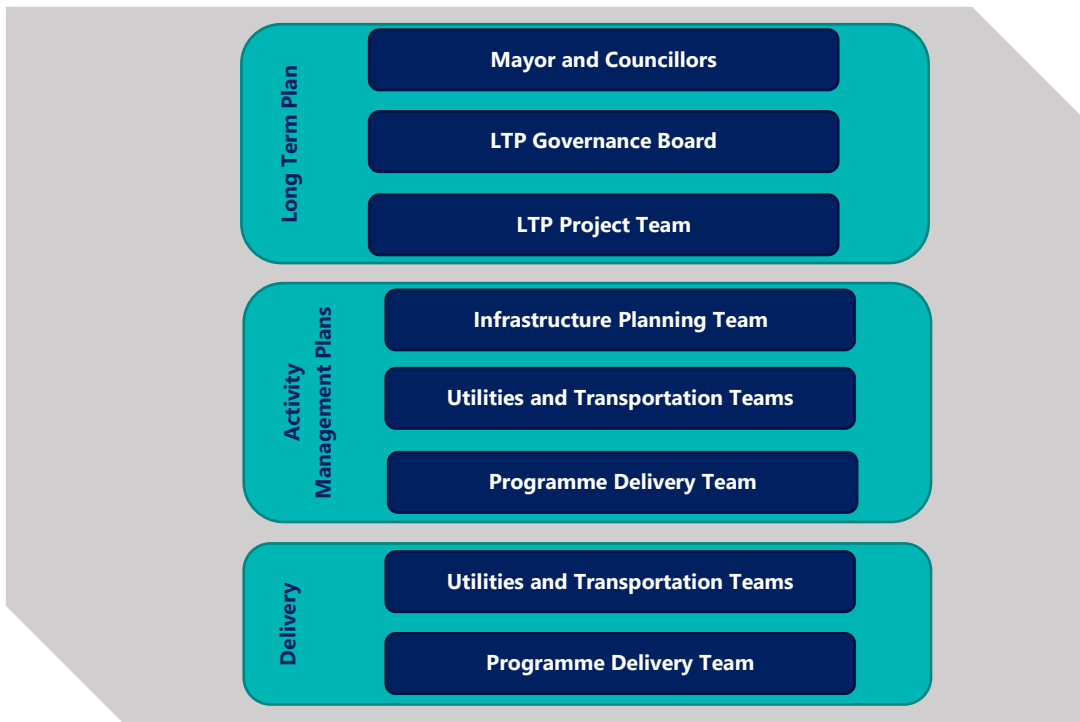 Long Term Plan
Mayor and Councillors
LTP Governance Board
LTP Project Team
Activity
Management Plans
Infrastructure Planning Team
Utilities and Transportation Teams
Programme Delivery Team
Delivery
Utilities and Transportation Teams
Programme Delivery Team